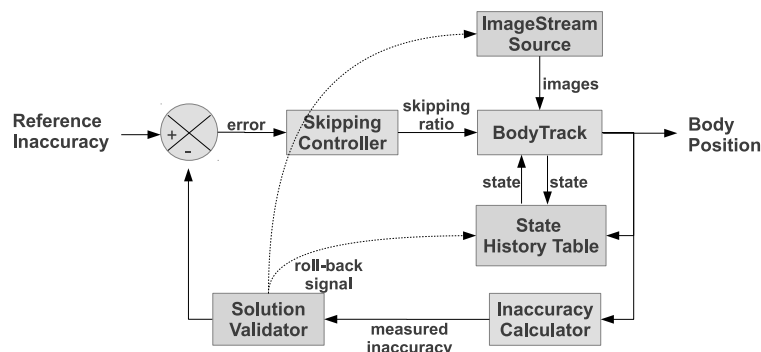 ImageStream
Source
images
Reference
Inaccuracy
+
-
error
Skipping
Controller
skipping
ratio
BodyTrack
Body
Position
state
state
State
History Table
roll-back
signal
Solution
Validator
measured
inaccuracy
Inaccuracy
Calculator